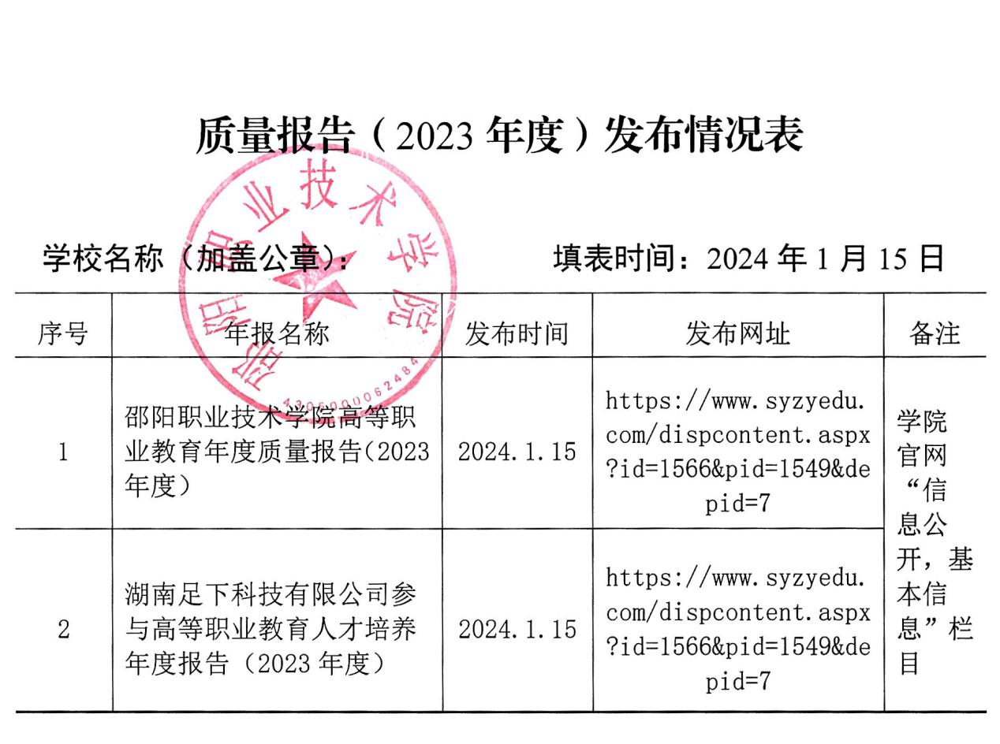 质量报告（2023 年度）发布情况表
邵阳职业技术学院
学校名称（加盖公章）：
填表时间：2024 年 1 月 15 日
序号
年报名称
发布时间
发布网址
备注
1
邵阳职业技术学院高等职
业教育年度质量报告（2023
年度）
2024.1.15
https://www.syzyedu.
com/dispcontent.aspx
?id=1566&pid=1549&de
pid=7
学院
官网
“信
息公
开，基
本信
息”栏
目
2
湖南足下科技有限公司参
与高等职业教育人才培养
年度报告（2023 年度）
2024.1.15
https://www.syzyedu.
com/dispcontent.aspx
?id=1566&pid=1549&de
pid=7